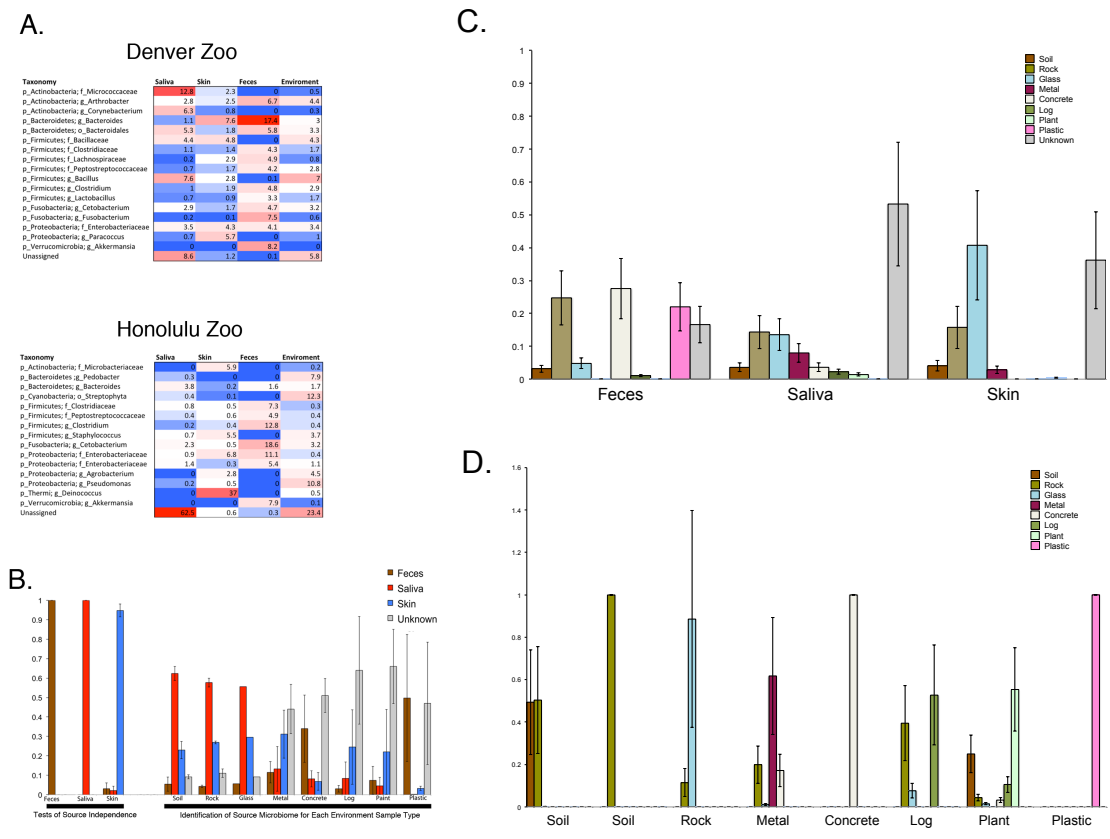 A.
Denver Zoo
Taxonomy Saliva Skin Feces Enviroment
p_Actinobacteria; f_Micrococcaceae 12.8 2.3 0 0.5
p_Actinobacteria; g_Arthrobacter 2.8 2.5 6.7 4.4
p_Actinobacteria; g_Corynebacterium 6.3 0.8 0 0.3
p_Bacteroidetes; g_Bacteroides 1.1 7.6 17.4 3
p_Bacteroidetes; o_Bacteroidales 5.3 1.8 5.8 3.3
p_Firmicutes; f_Bacillaceae 4.4 4.8 0 4.3
p_Firmicutes; f_Clostridiaceae 1.1 1.4 4.3 1.7
p_Firmicutes; f_Lachnospiraceae 0.2 2.9 4.9 0.8
p_Firmicutes; f_Peptostreptococcaceae 0.7 1.7 4.2 2.8
p_Firmicutes; g_Bacillus 7.6 2.8 0.1 7
p_Firmicutes; g_Clostridium 1 1.9 4.8 2.9
p_Firmicutes; g_Lactobacillus 0.7 0.9 3.3 1.7
p_Fusobacteria; g_Cetobacterium 2.9 1.7 4.7 3.2
p_Fusobacteria; g_Fusobacterium 0.2 0.1 7.5 0.6
p_Proteobacteria; f_Enterobacteriaceae 3.5 4.3 4.1 3.4
p_Proteobacteria; g_Paracoccus 0.7 5.7 0 1
p_Verrucomicrobia; g_Akkermansia 0 0 8.2 0
Unassigned 8.6 1.2 0.1 5.8
Honolulu Zoo
Taxonomy Saliva Skin Feces Enviroment
p_Actinobacteria; f_Microbacteriaceae 0 5.9 0 0.2
p_Bacteroidetes ;g_Pedobacter 0.3 0 0 7.9
p_Bacteroidetes; g_Bacteroides 3.8 0.2 1.6 1.7
p_Cyanobacteria; o_Streptophyta 0.4 0.1 0 12.3
p_Firmicutes; f_Clostridiaceae 0.8 0.5 7.3 0.3
p_Firmicutes; f_Peptostreptococcaceae 0.4 0.6 4.9 0.4
p_Firmicutes; g_Clostridium 0.2 0.4 12.8 0.4
p_Firmicutes; g_Staphylococcus 0.7 5.5 0 3.7
p_Fusobacteria; g_Cetobacterium 2.3 0.5 18.6 3.2
p_Proteobacteria; f_Enterobacteriaceae 0.9 6.8 11.1 0.4
p_Proteobacteria; f_Enterobacteriaceae 1.4 0.3 5.4 1.1
p_Proteobacteria; g_Agrobacterium 0 2.8 0 4.5
p_Proteobacteria; g_Pseudomonas 0.2 0.5 0 10.8
p_Thermi; g_Deinococcus 0 37 0 0.5
p_Verrucomicrobia; g_Akkermansia 0 0 7.9 0.1
Unassigned 62.5 0.6 0.3 23.4
B.
Feces
Saliva
Skin
Unknown
1
0.9
0.8
0.7
0.6
0.5
0.4
0.3
0.2
0.1
0
Feces Saliva Skin Soil Rock Glass Metal Concrete Log Paint Plastic
Tests of Source Independence Identification of Source Microbiome for Each Environment Sample Type
C.
1
0.9
0.8
0.7
0.6
0.5
0.4
0.3
0.2
0.1
0
Soil
Rock
Glass
Metal
Concrete
Log
Plant
Plastic
Unknown
Feces Saliva Skin
D.
1.6
1.4
1.2
1
0.8
0.6
0.4
0.2
0
Soil
Rock
Glass
Metal
Concrete
Log
Plant
Plastic
Soil Soil Rock Metal Concrete Log Plant Plastic